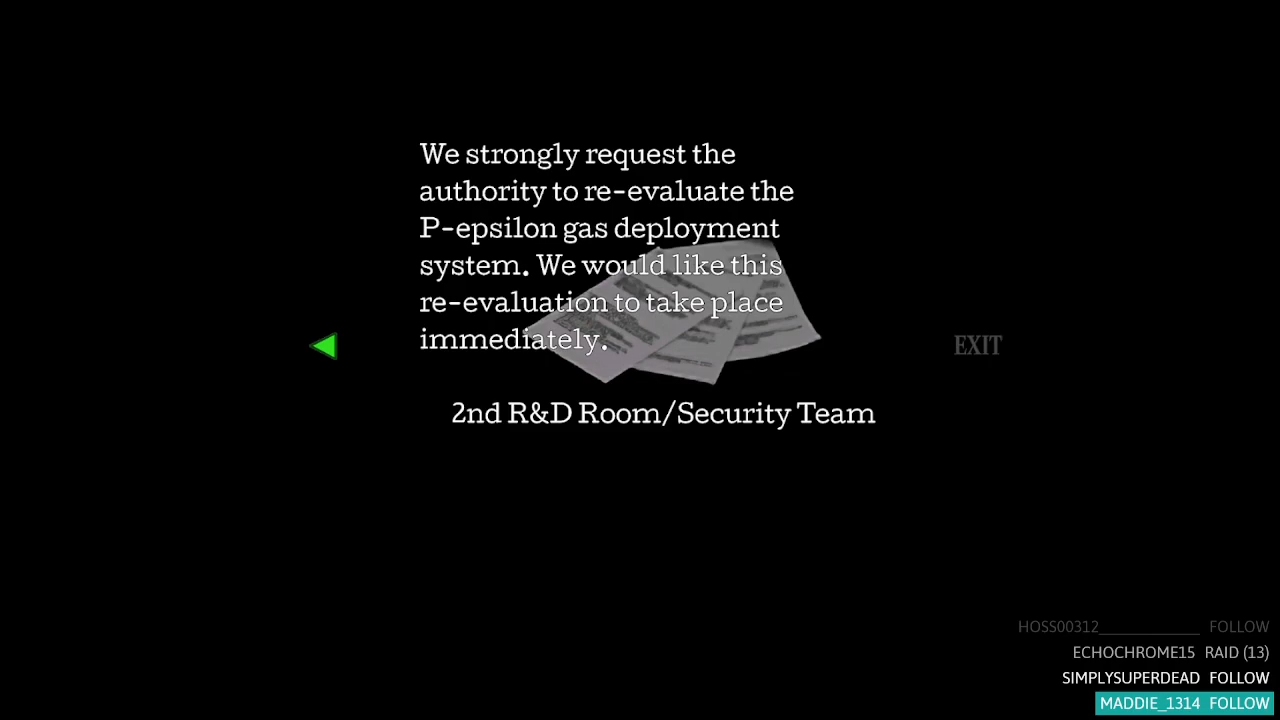 We strongly request the
authority to re-evaluate the
P-epsilon gas deployment
system. We would like this
re-evaluation to take place
immediately.
EXIT
2nd R&D Room/Security Team
HOSS00312____________ FOLLOW
ECHOCHROME15 RAID (13)
SIMPLYSUPERDEAD FOLLOW
MADDIE_1314 FOLLOW